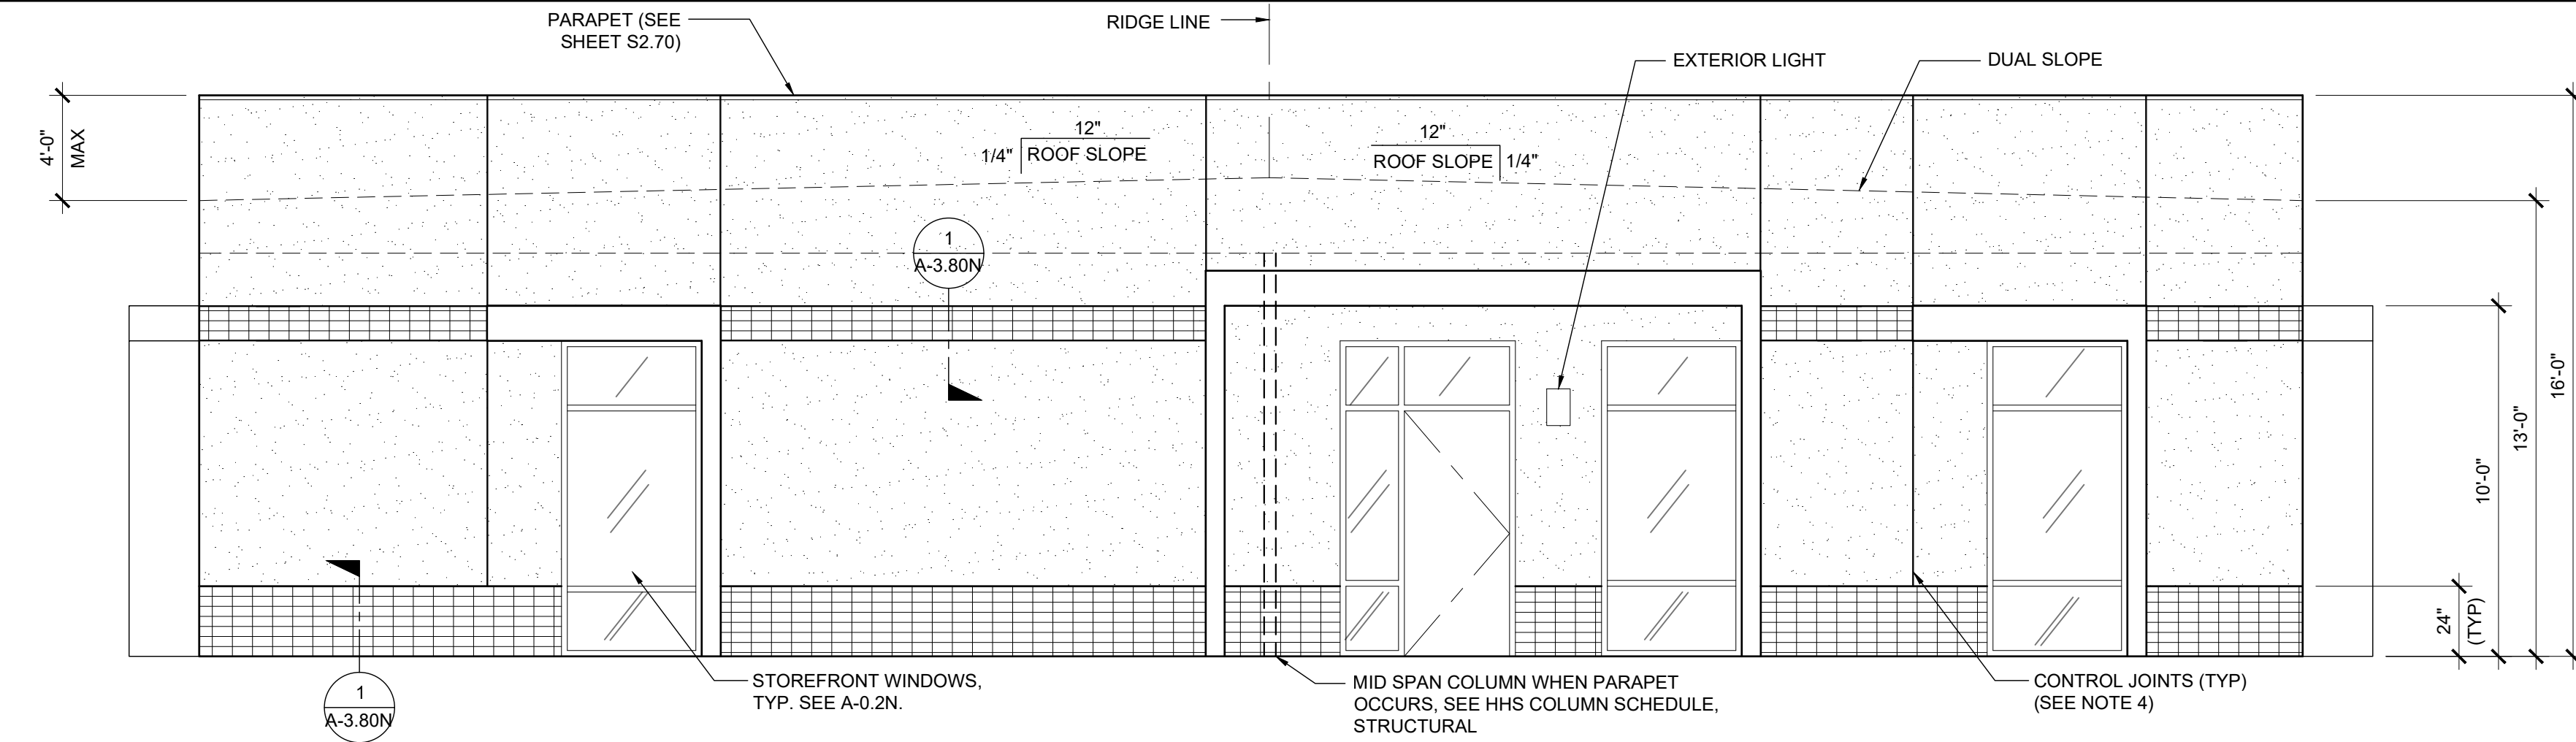 PARAPET (SEE
SHEET S2.70)
RIDGE LINE
EXTERIOR LIGHT
DUAL SLOPE
4'-0"
MAX
12"
1/4"
ROOF SLOPE
12"
ROOF SLOPE
1/4"
1
A-3.80N
16'-0"
13'-0"
10'-0"
24"
(TYP)
1
A-3.80N
STOREFRONT WINDOWS,
TYP. SEE A-0.2N.
MID SPAN COLUMN WHEN PARAPET
OCCURS, SEE HHS COLUMN SCHEDULE,
STRUCTURAL
CONTROL JOINTS (TYP)
(SEE NOTE 4)